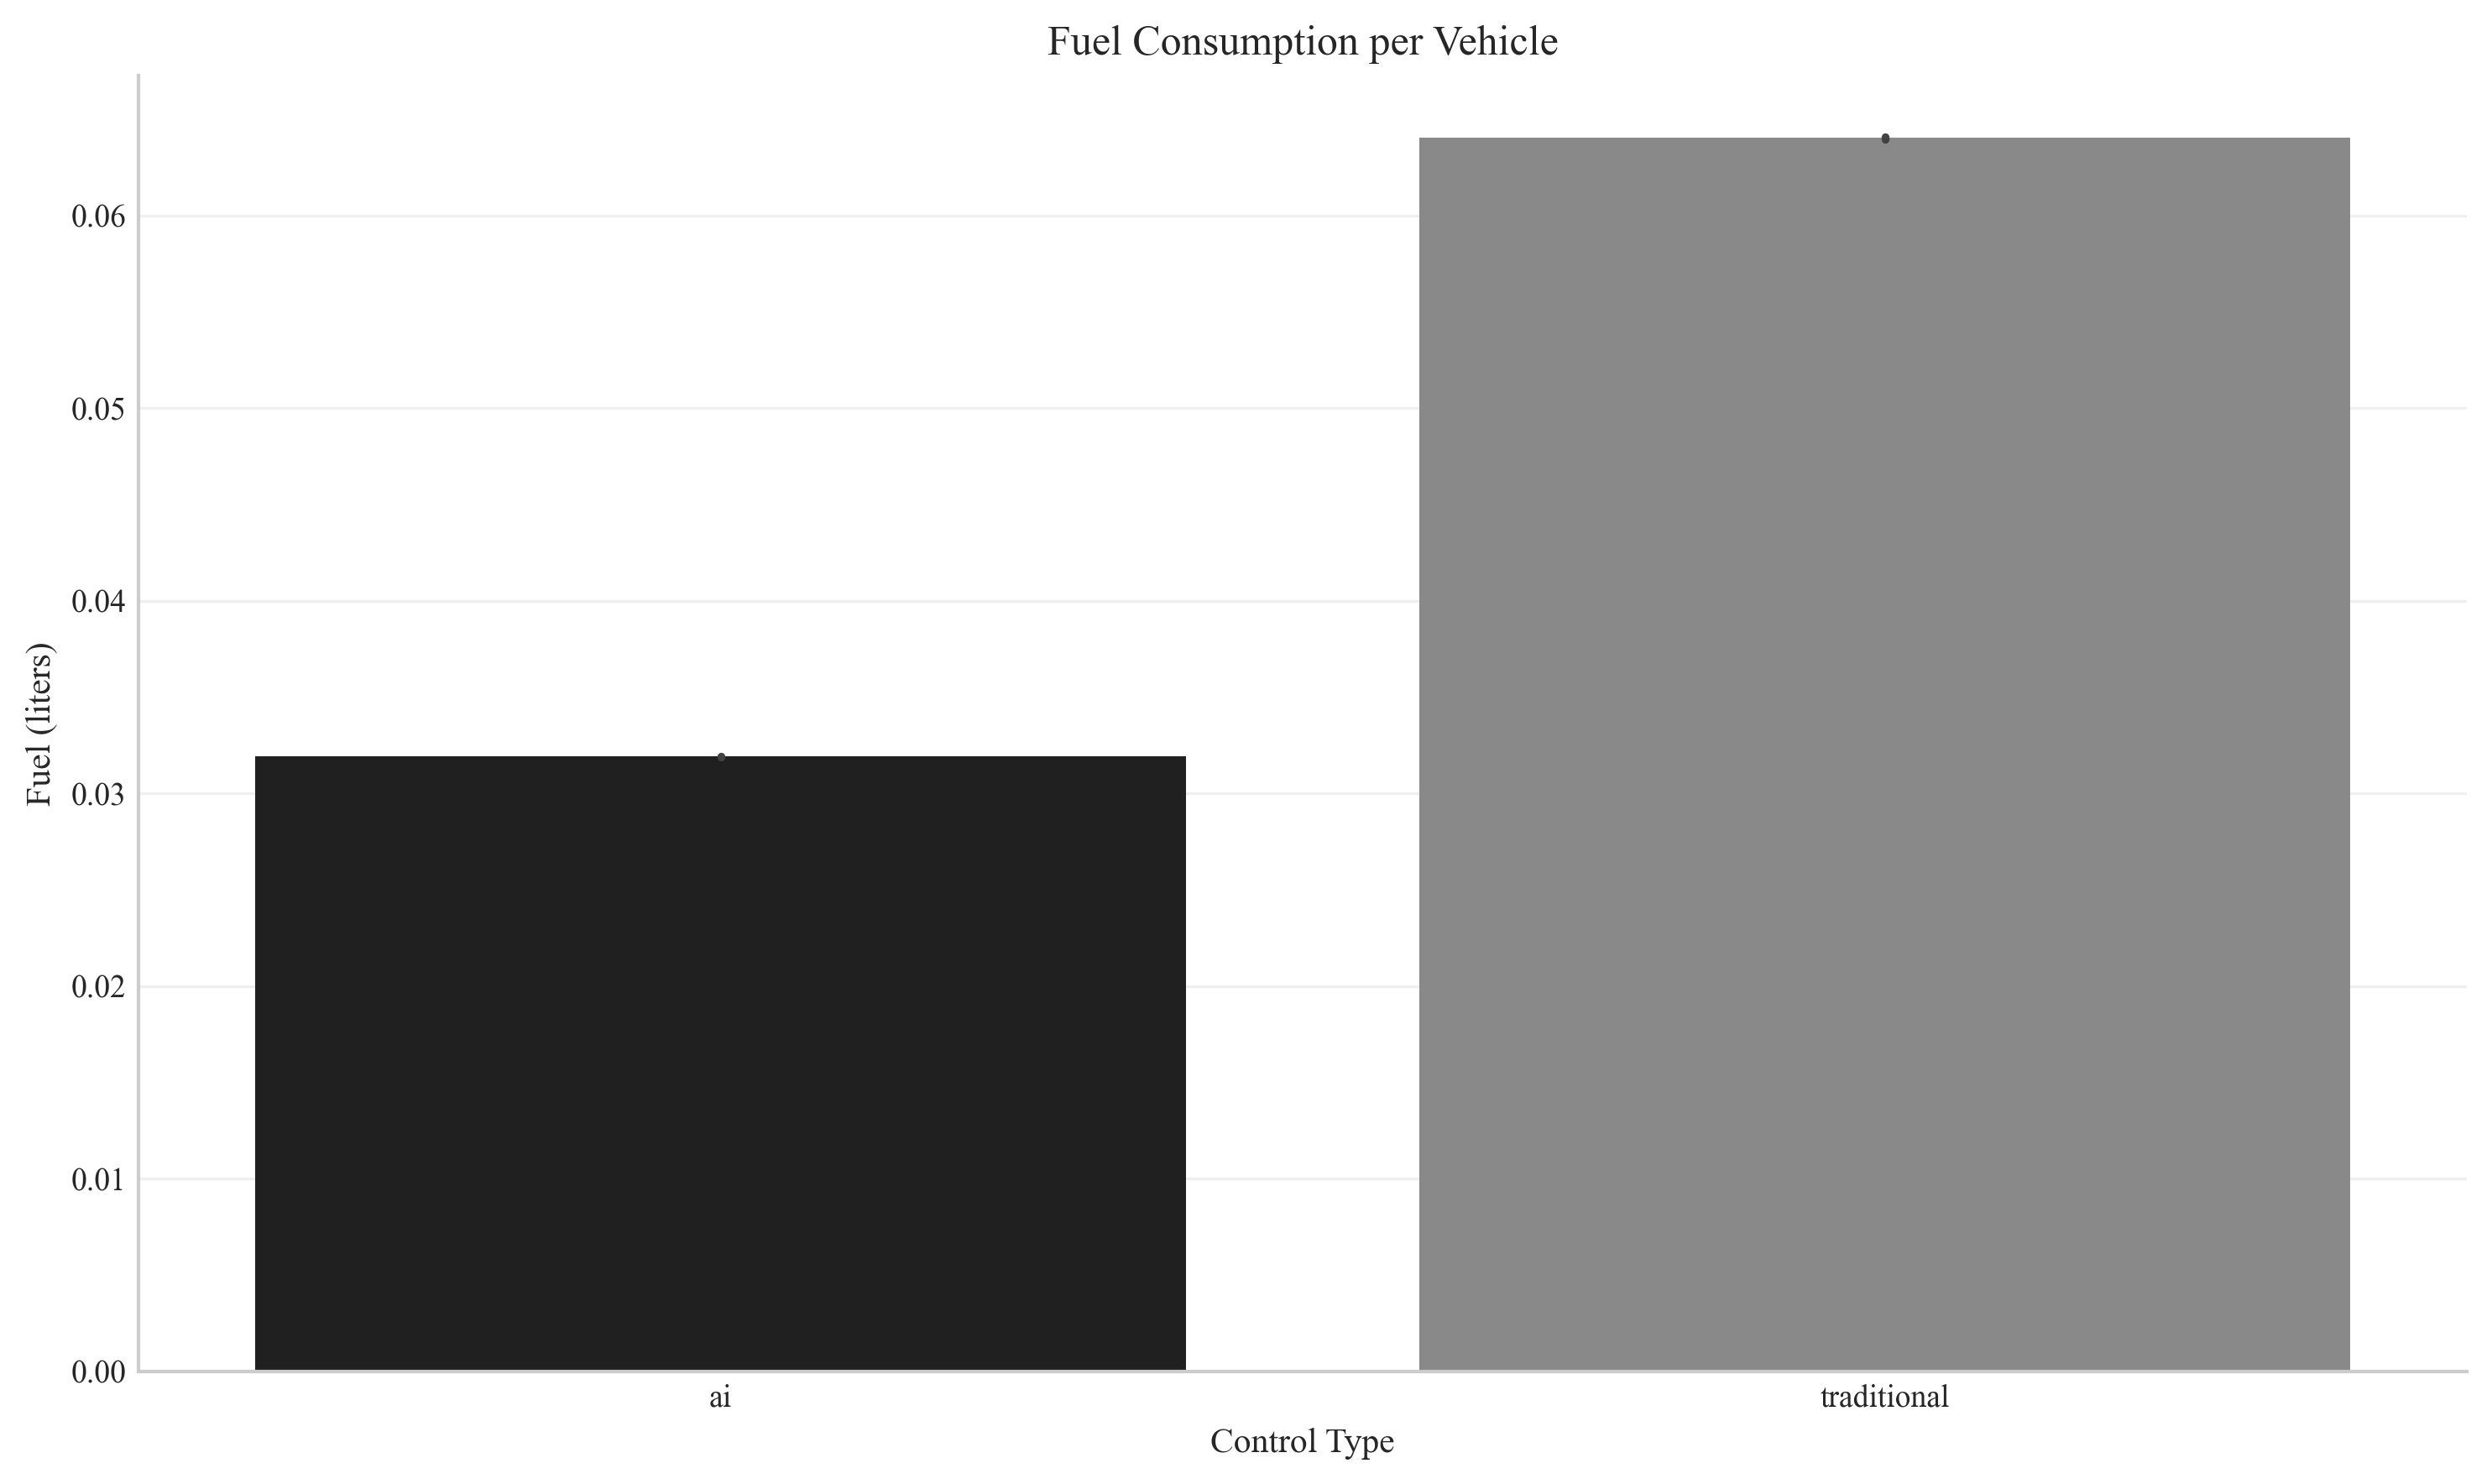 Fuel Consumption per Vehicle
Fuel (liters)
0.06
0.05
0.04
0.03
0.02
0.01
0.00
ai
traditional
Control Type